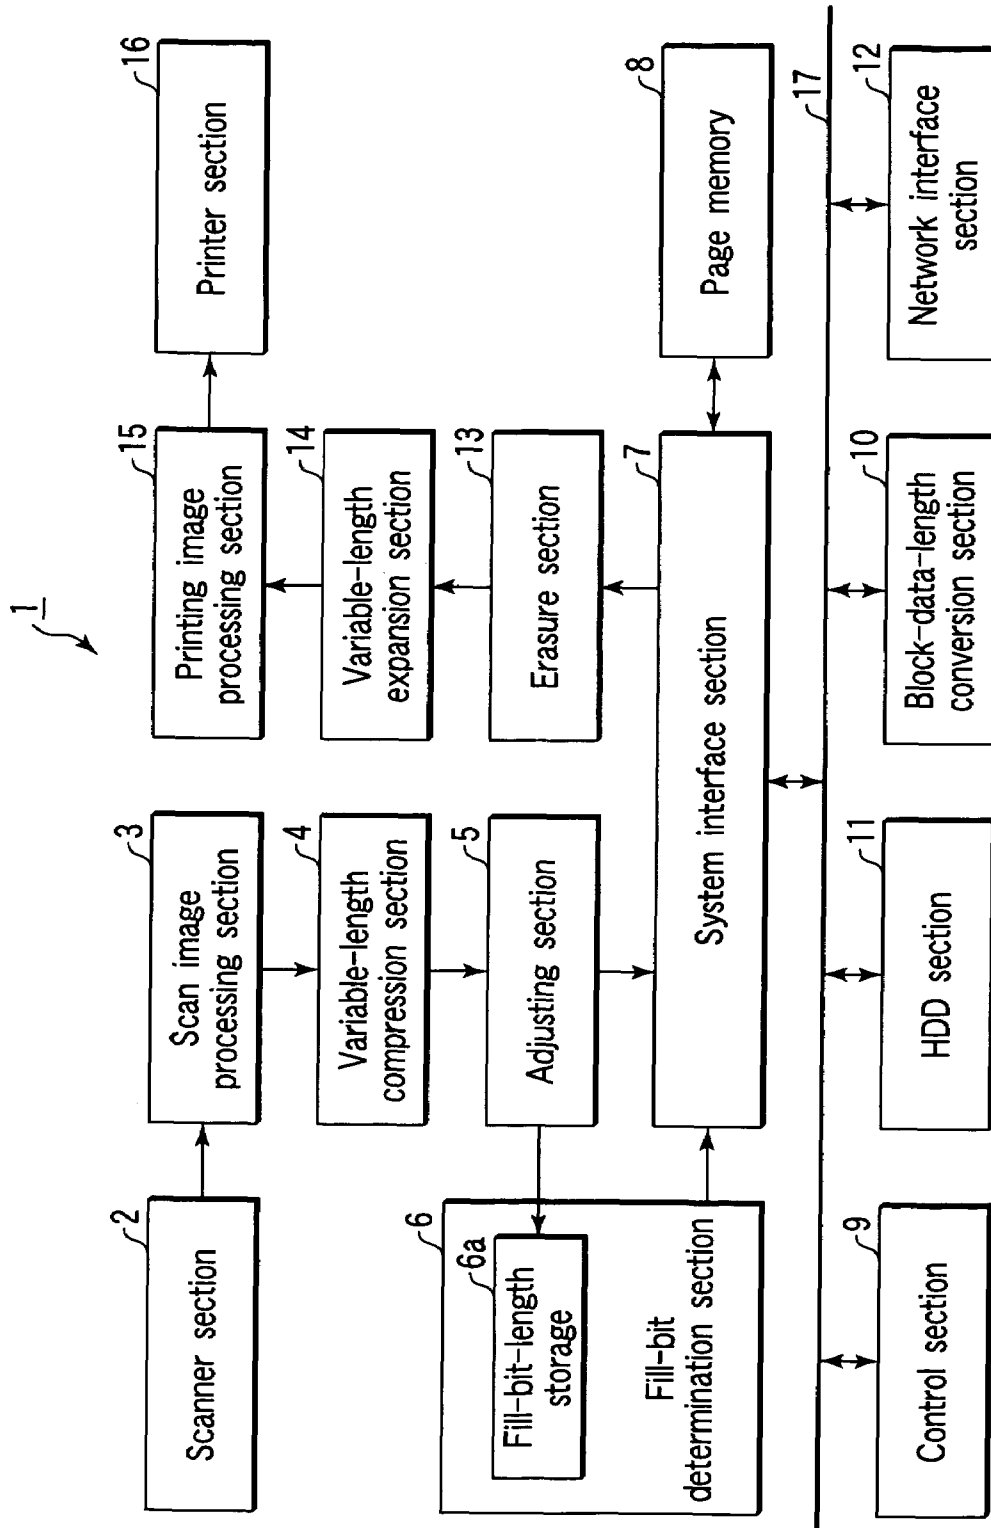 1
2
Scanner section
3
Scan image
processing section
15
Printing image
processing section
16
Printer section
4
Variable-length
compression section
14
Variable-length
expansion section
6
6a
Fill-bit-length
storage
Fill-bit
determination section
5
Adjusting section
13
Erasure section
7
System interface section
8
Page memory
17
9
Control section
11
HDD section
10
Block-data-length
conversion section
12
Network interface
section